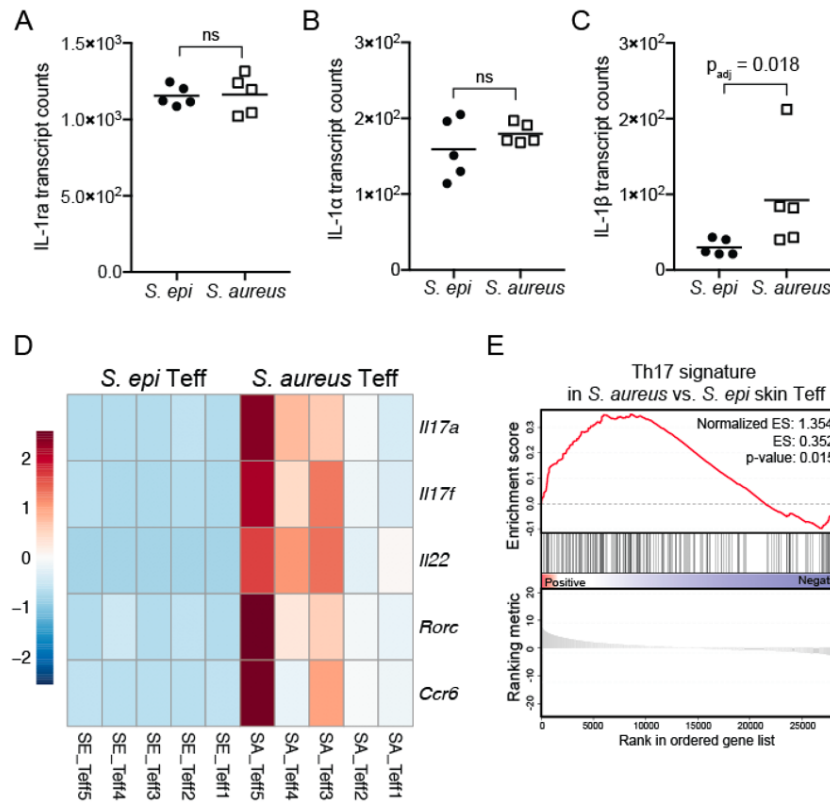 A
1.5×10³
1.0×10³
5.0×10²
0.0
IL-1ra transcript counts
ns
S. epi
S. aureus
B
3×10²
2×10²
1×10²
0
IL-1α transcript counts
ns
S. epi
S. aureus
C
3×10²
2×10²
1×10²
0
IL-1β transcript counts
padj = 0.018
S. epi
S. aureus
D
S. epi Teff
S. aureus Teff
2
1
0
−1
−2
Il17a
Il17f
Il22
Rorc
Ccr6
SE_Teff5
SE_Teff4
SE_Teff3
SE_Teff2
SE_Teff1
SA_Teff5
SA_Teff4
SA_Teff3
SA_Teff2
SA_Teff1
E
Th17 signature
in S. aureus vs. S. epi skin Teff
Normalized ES: 1.354
ES: 0.352
p-value: 0.015
Enrichment score
0.3
0.2
0.1
0.0
-0.1
Positive
Negat
Ranking metric
20
10
0
-10
-20
0
5000
10000
15000
20000
25000
Rank in ordered gene list